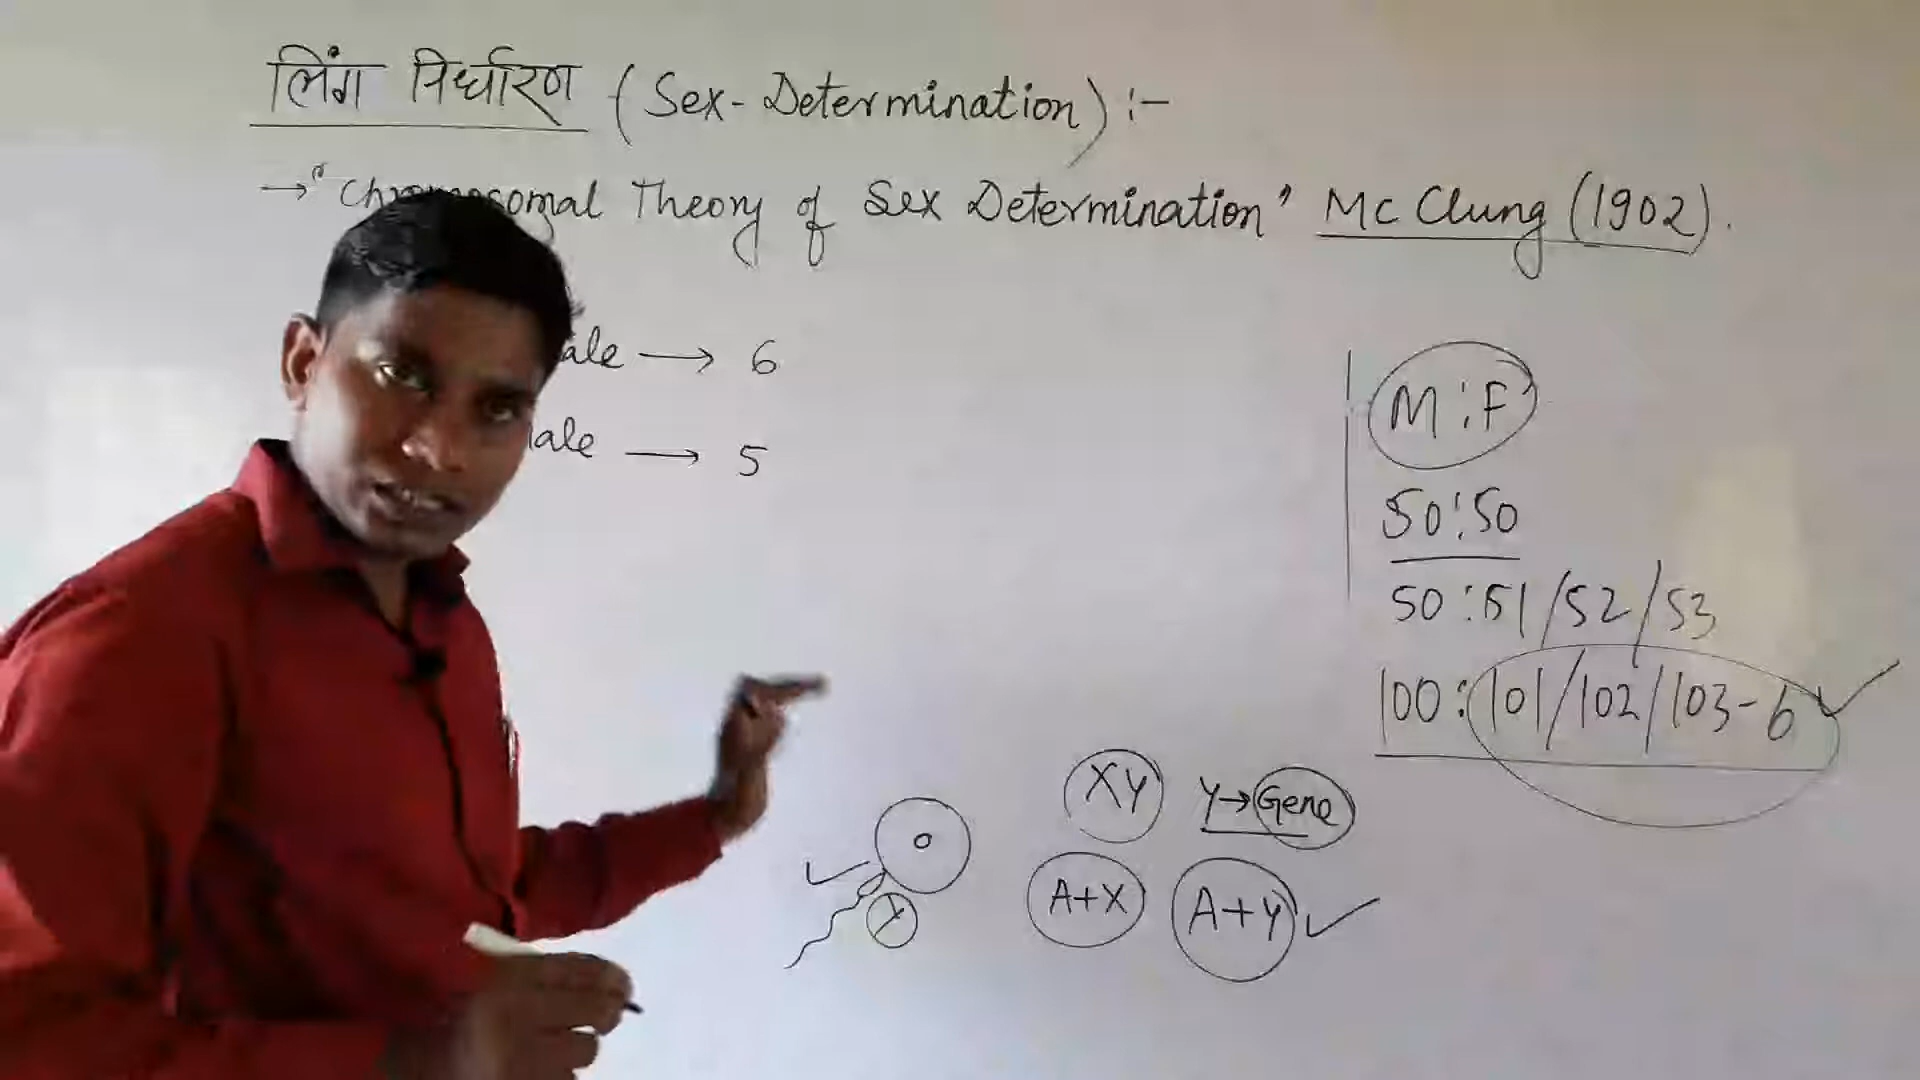 लिंग निर्धारण (Sex-Determination) :-
→ "Chromosomal Theory of Sex Determination" Mc Clung (1902).
ale → 6
ale → 5
M:F
50:50
50:51/52/53
100:101/102/103-6 ✓
XY Y→Gene
✓ Y A+X A+Y ✓